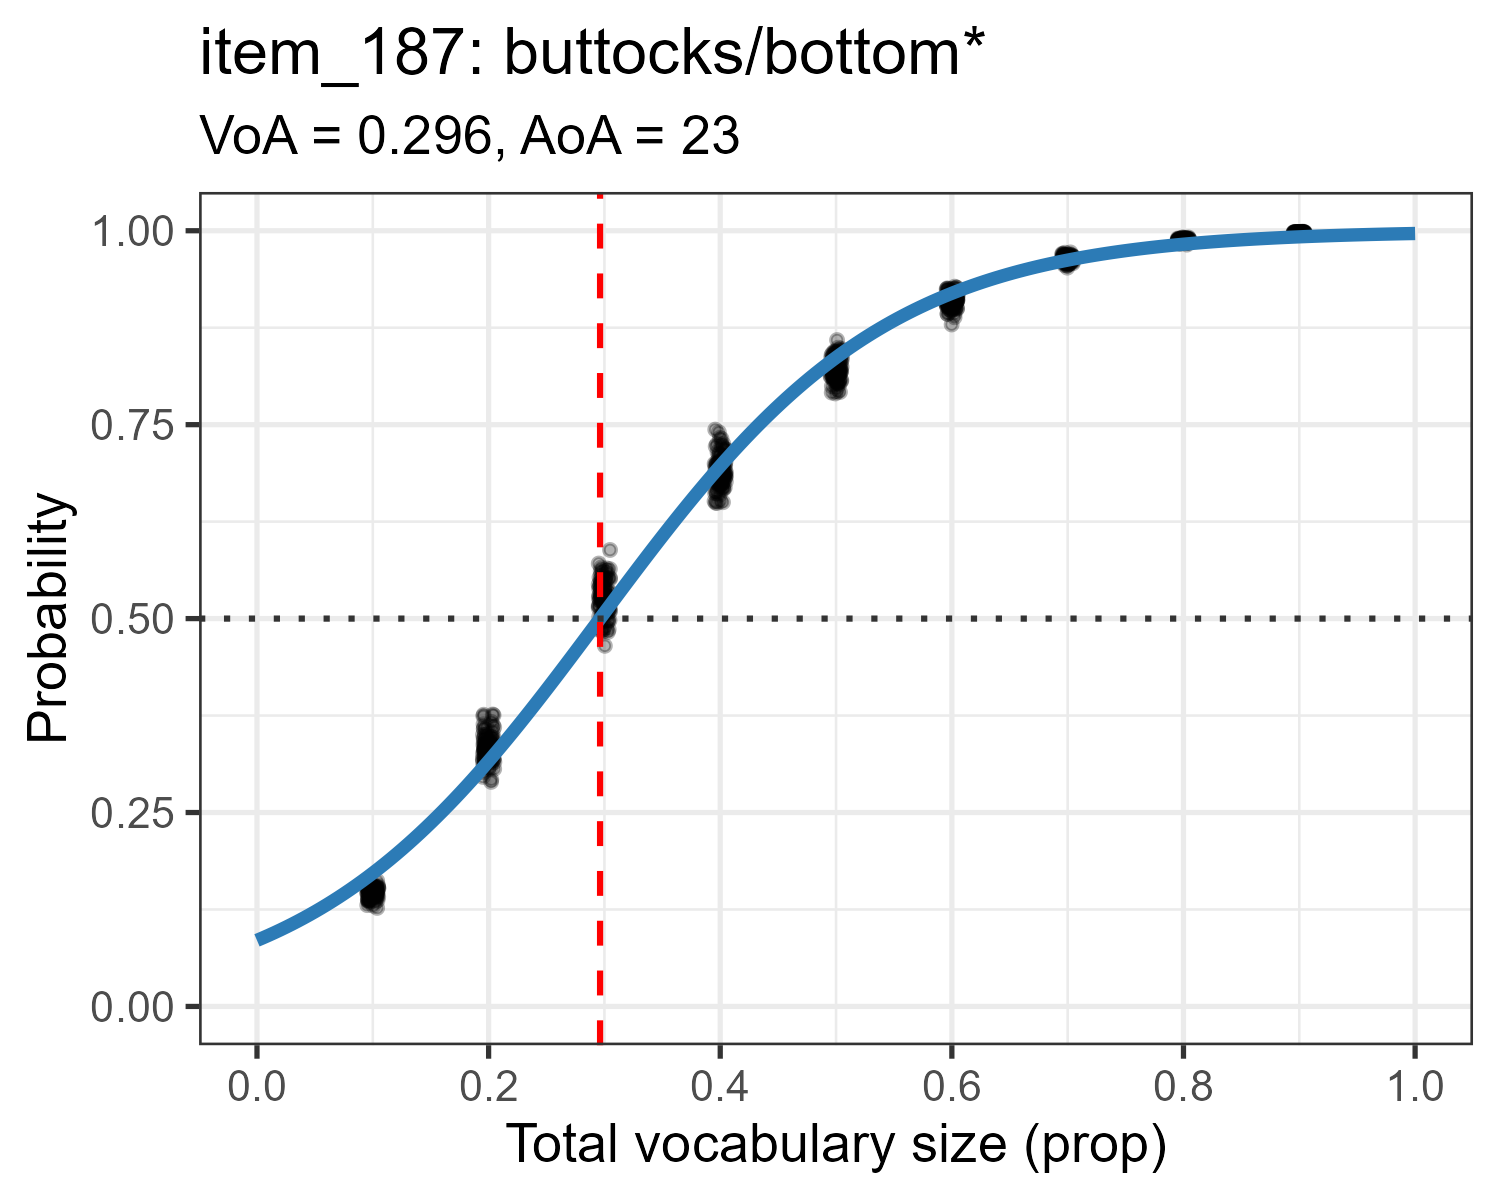 item_187: buttocks/bottom*
VoA = 0.296, AoA = 23
1.00
0.75
0.50
0.25
0.00
Probability
0.0 0.2 0.4 0.6 0.8 1.0
Total vocabulary size (prop)